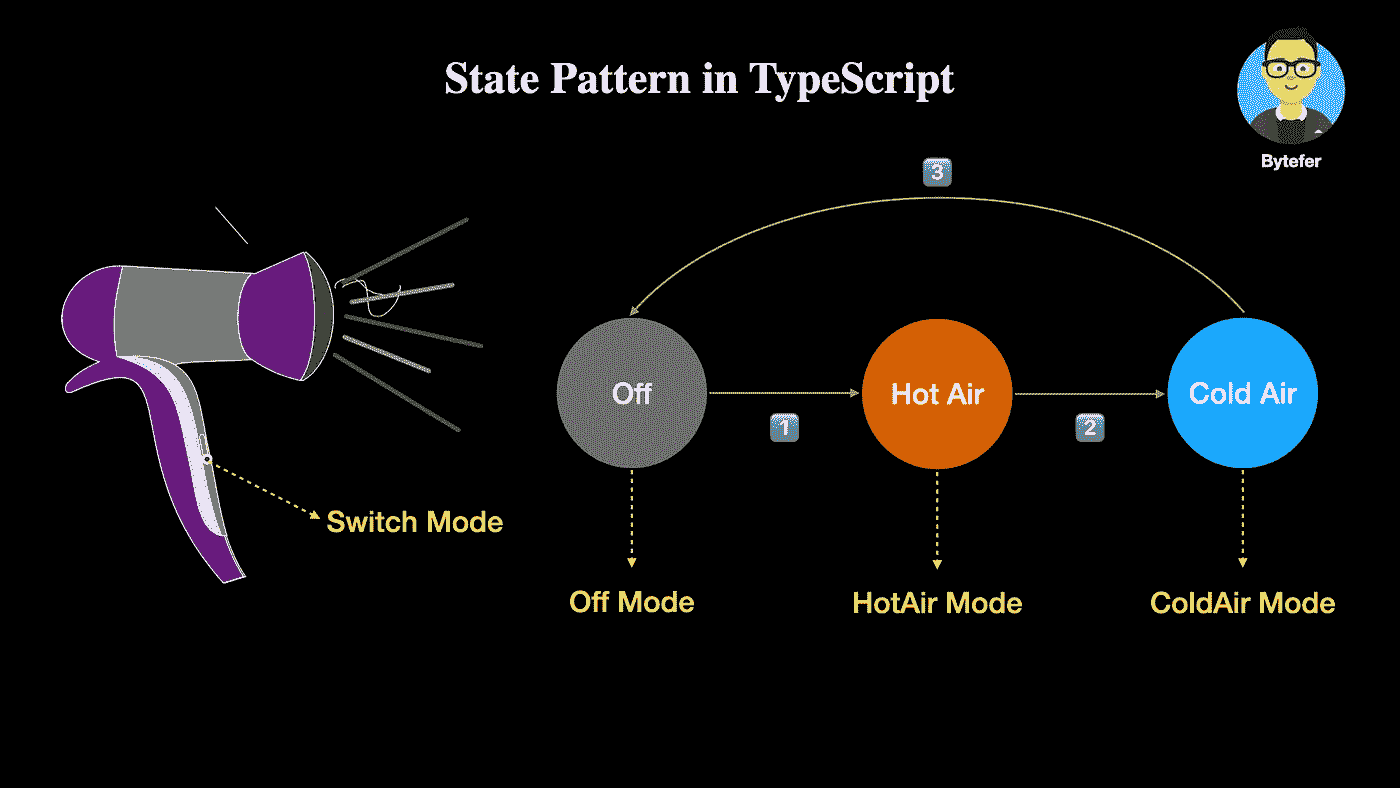 State Pattern in TypeScript
Bytefer
3
Off
Hot Air
Cold Air
1
2
Switch Mode
Off Mode
HotAir Mode
ColdAir Mode